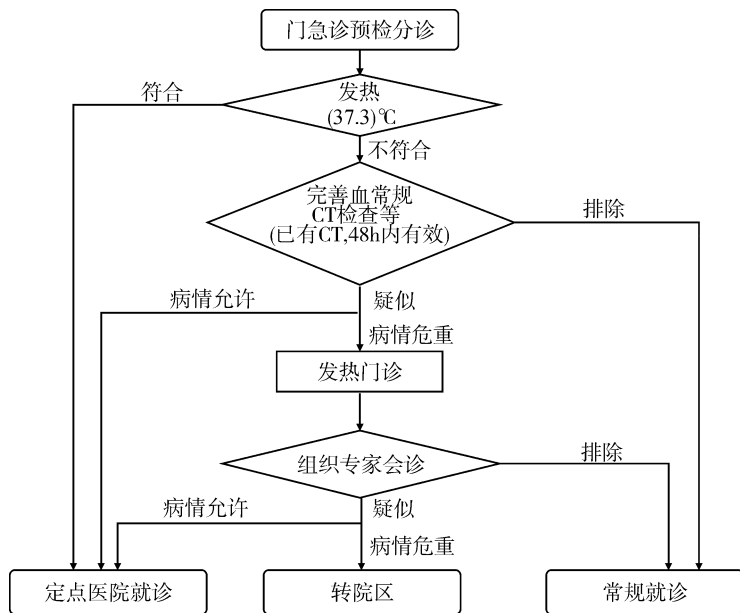 门急诊预检分诊
符合
发热
(37.3)℃
不符合
完善血常规
CT检查等
(已有CT,48h内有效)
排除
病情允许
疑似
病情危重
发热门诊
组织专家会诊
排除
病情允许
疑似
病情危重
定点医院就诊
转院区
常规就诊